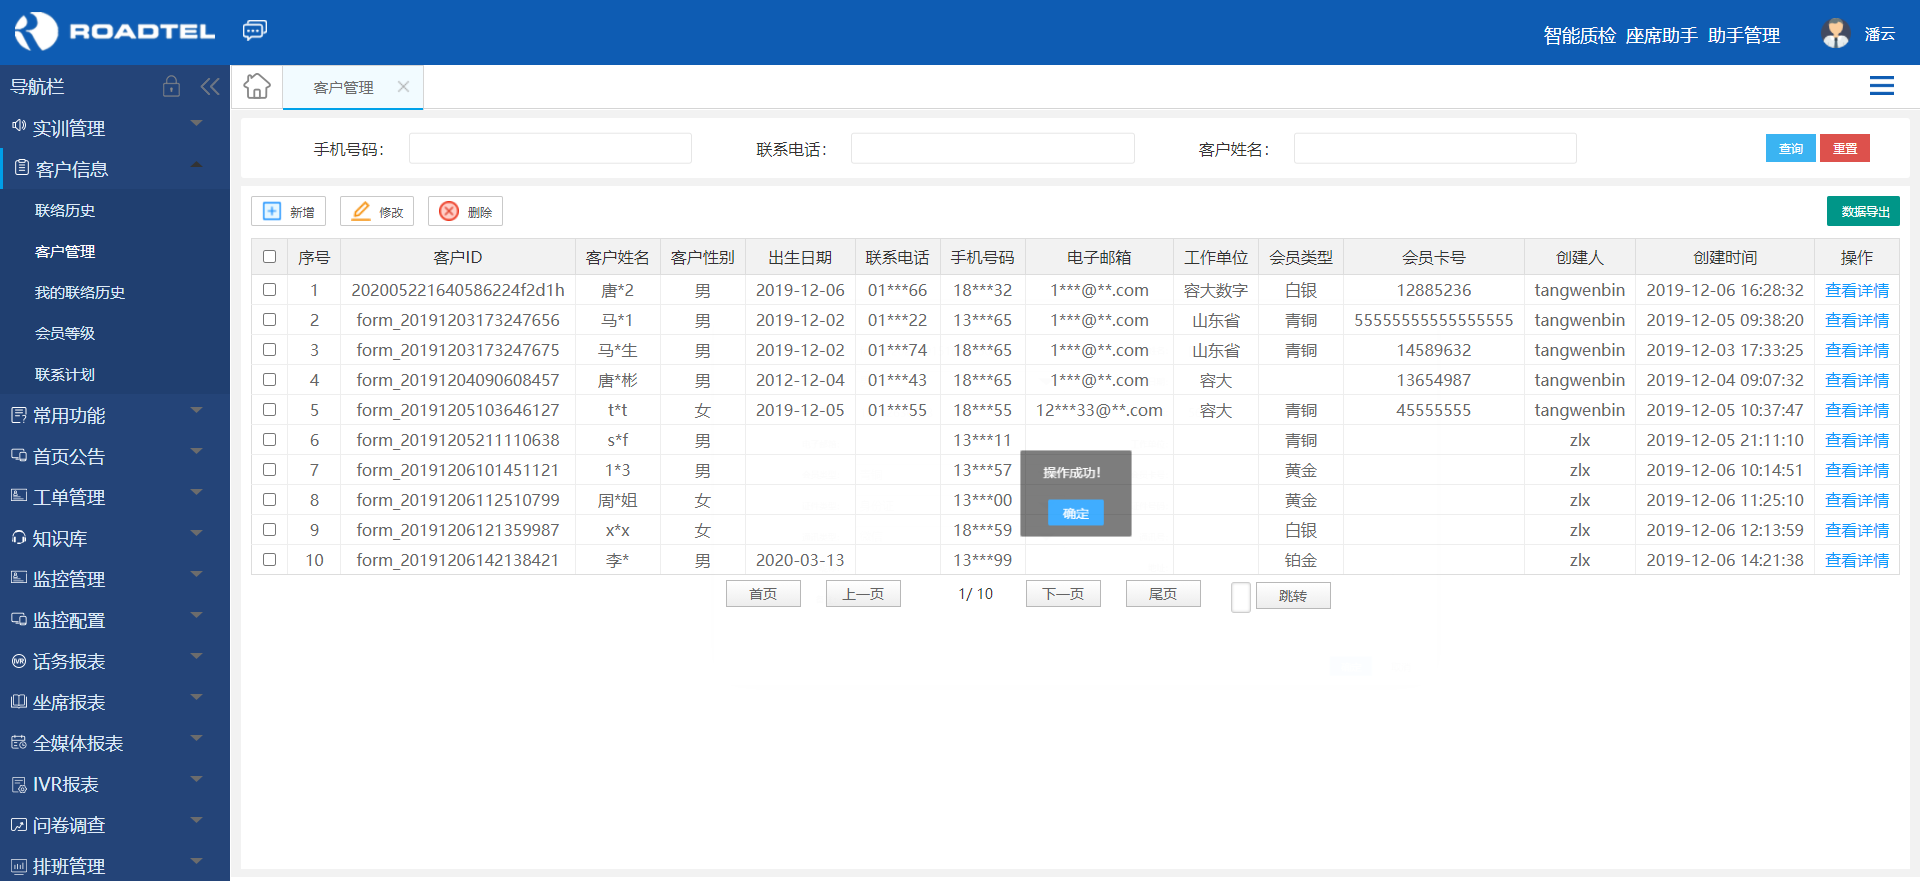 ROADTEL
智能质检 座席助手 助手管理 潘云
导航栏
客户管理
实训管理
客户信息
联络历史
客户管理
我的联络历史
会员等级
联系计划
常用功能
首页公告
工单管理
知识库
监控管理
监控配置
话务报表
坐席报表
全媒体报表
IVR报表
问卷调查
排班管理
手机号码: 联系电话: 客户姓名: 查询 重置
新增 修改 删除 数据导出
序号 客户ID 客户姓名 客户性别 出生日期 联系电话 手机号码 电子邮箱 工作单位 会员类型 会员卡号 创建人 创建时间 操作
1 202005221640586224f2d1h 唐*2 男 2019-12-06 01***66 18***32 1***@**.com 容大数字 白银 12885236 tangwenbin 2019-12-06 16:28:32 查看详情
2 form_20191203173247656 马*1 男 2019-12-02 01***22 13***65 1***@**.com 山东省 青铜 55555555555555555 tangwenbin 2019-12-05 09:38:20 查看详情
3 form_20191203173247675 马*生 男 2019-12-02 01***74 18***65 1***@**.com 山东省 青铜 14589632 tangwenbin 2019-12-03 17:33:25 查看详情
4 form_20191204090608457 唐*彬 男 2012-12-04 01***43 18***65 1***@**.com 容大 13654987 tangwenbin 2019-12-04 09:07:32 查看详情
5 form_20191205103646127 t*t 女 2019-12-05 01***55 18***55 12***33@**.com 容大 青铜 45555555 tangwenbin 2019-12-05 10:37:47 查看详情
6 form_20191205211110638 s*f 男 13***11 青铜 zlx 2019-12-05 21:11:10 查看详情
7 form_20191206101451121 1*3 男 13***57 黄金 zlx 2019-12-06 10:14:51 查看详情
8 form_20191206112510799 周*姐 女 13***00 黄金 zlx 2019-12-06 11:25:10 查看详情
9 form_20191206121359987 x*x 女 18***59 白银 zlx 2019-12-06 12:13:59 查看详情
10 form_20191206142138421 李* 男 2020-03-13 13***99 铂金 zlx 2019-12-06 14:21:38 查看详情
操作成功!
确定
首页 上一页 1/ 10 下一页 尾页 跳转